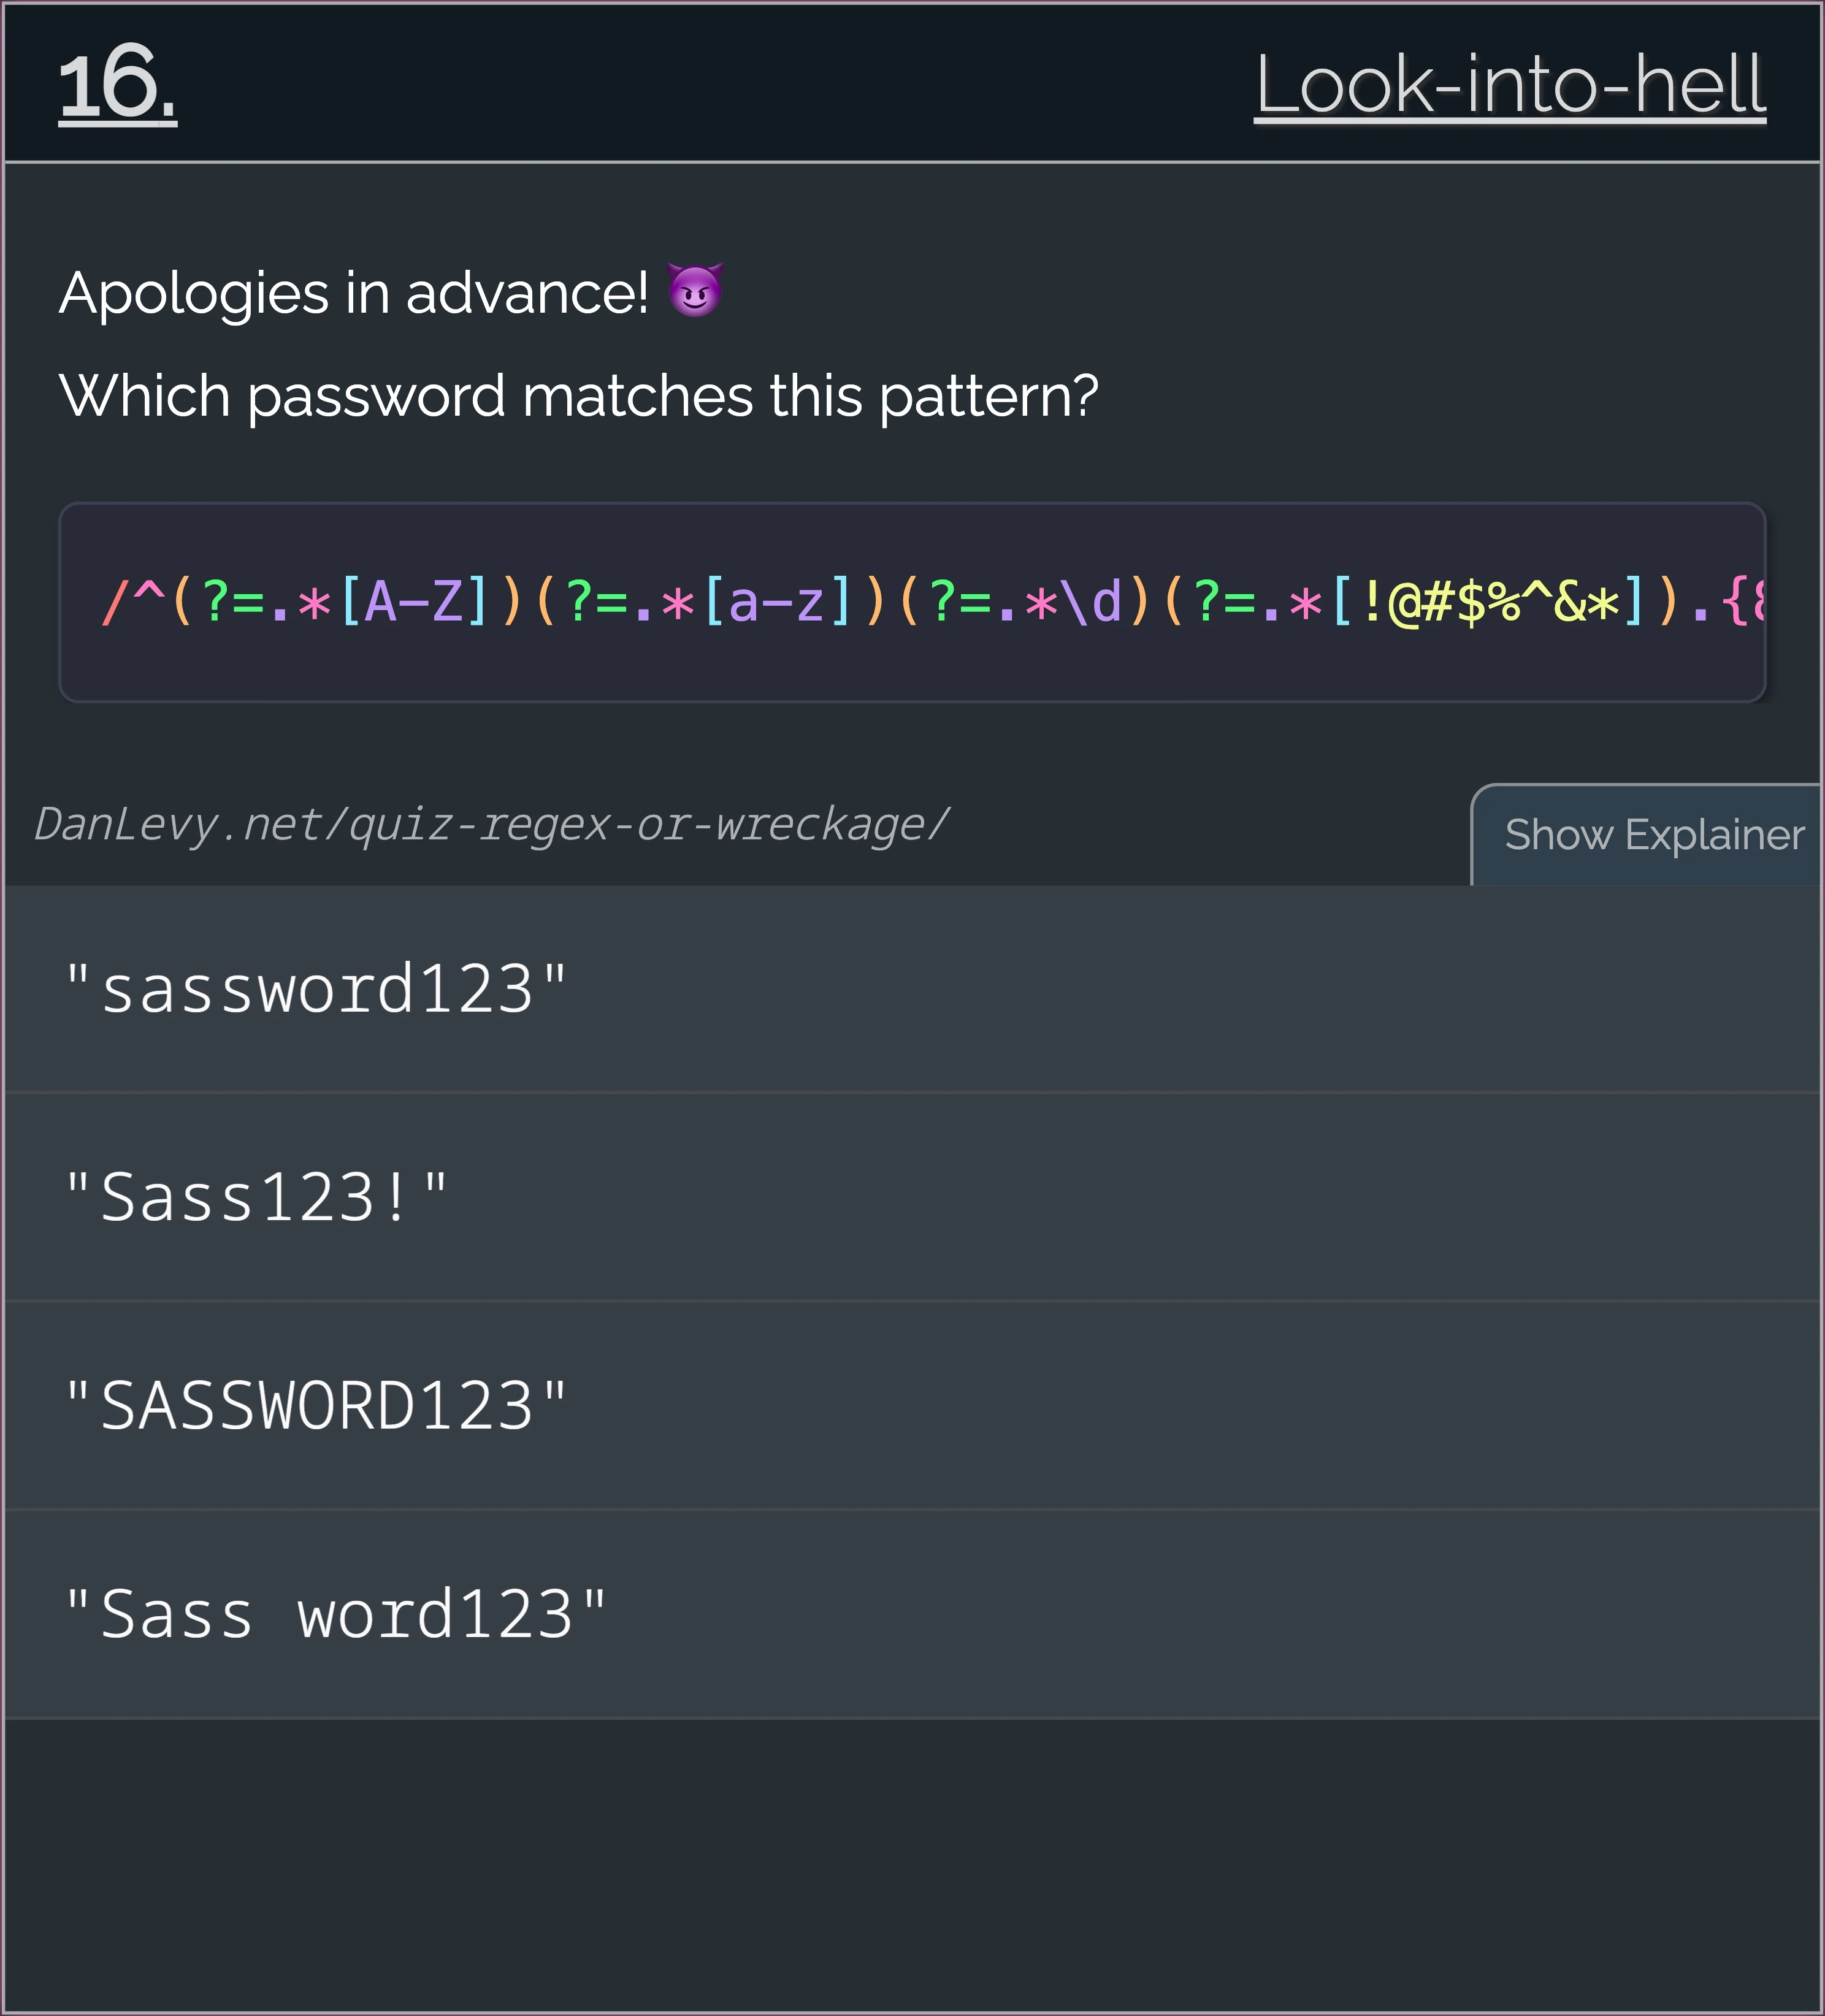 16.
Look-into-hell
Apologies in advance! 😈
Which password matches this pattern?
/^(?=.*[A-Z])(?=.*[a-z])(?=.*\d)(?=.*[!@#$%^&*]).{
DanLevy.net/quiz-regex-or-wreckage/
Show Explainer
"sassword123"
"Sass123!"
"SASSWORD123"
"Sass word123"